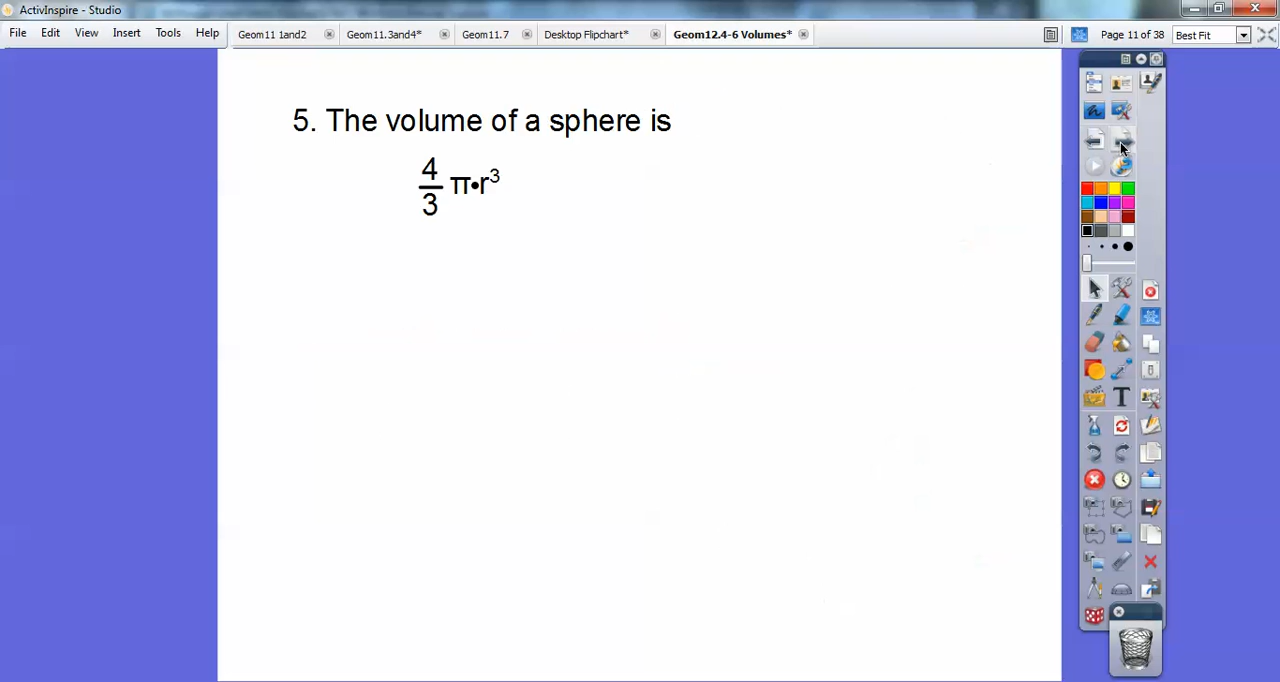 ActivInspire - Studio
File Edit View Insert Tools Help
Geom11 1and2 Geom11.3and4* Geom11.7 Desktop Flipchart* Geom12.4-6 Volumes* Page 11 of 38 Best Fit
5. The volume of a sphere is
4/3 π•r³
T